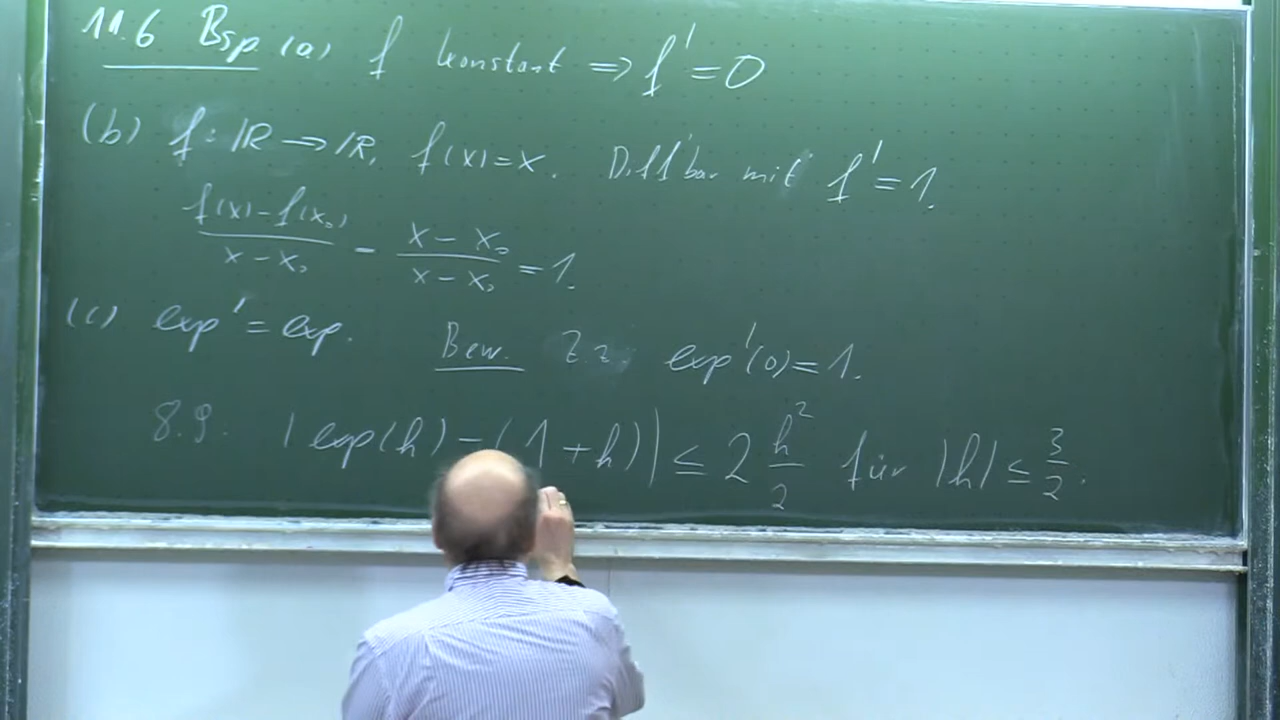 11.6 Bsp. (a) f konstant ⇒ f' = 0
(b) f: ℝ → ℝ, f(x) = x. Diff'bar mit f' = 1.
(f(x) - f(x₀))/(x - x₀) = (x - x₀)/(x - x₀) = 1.
(c) exp' = exp. Bew. Z.z. exp'(0) = 1.
8.9. |exp(h) - (1 + h)| ≤ 2 h²/2 für |h| ≤ 3/2.